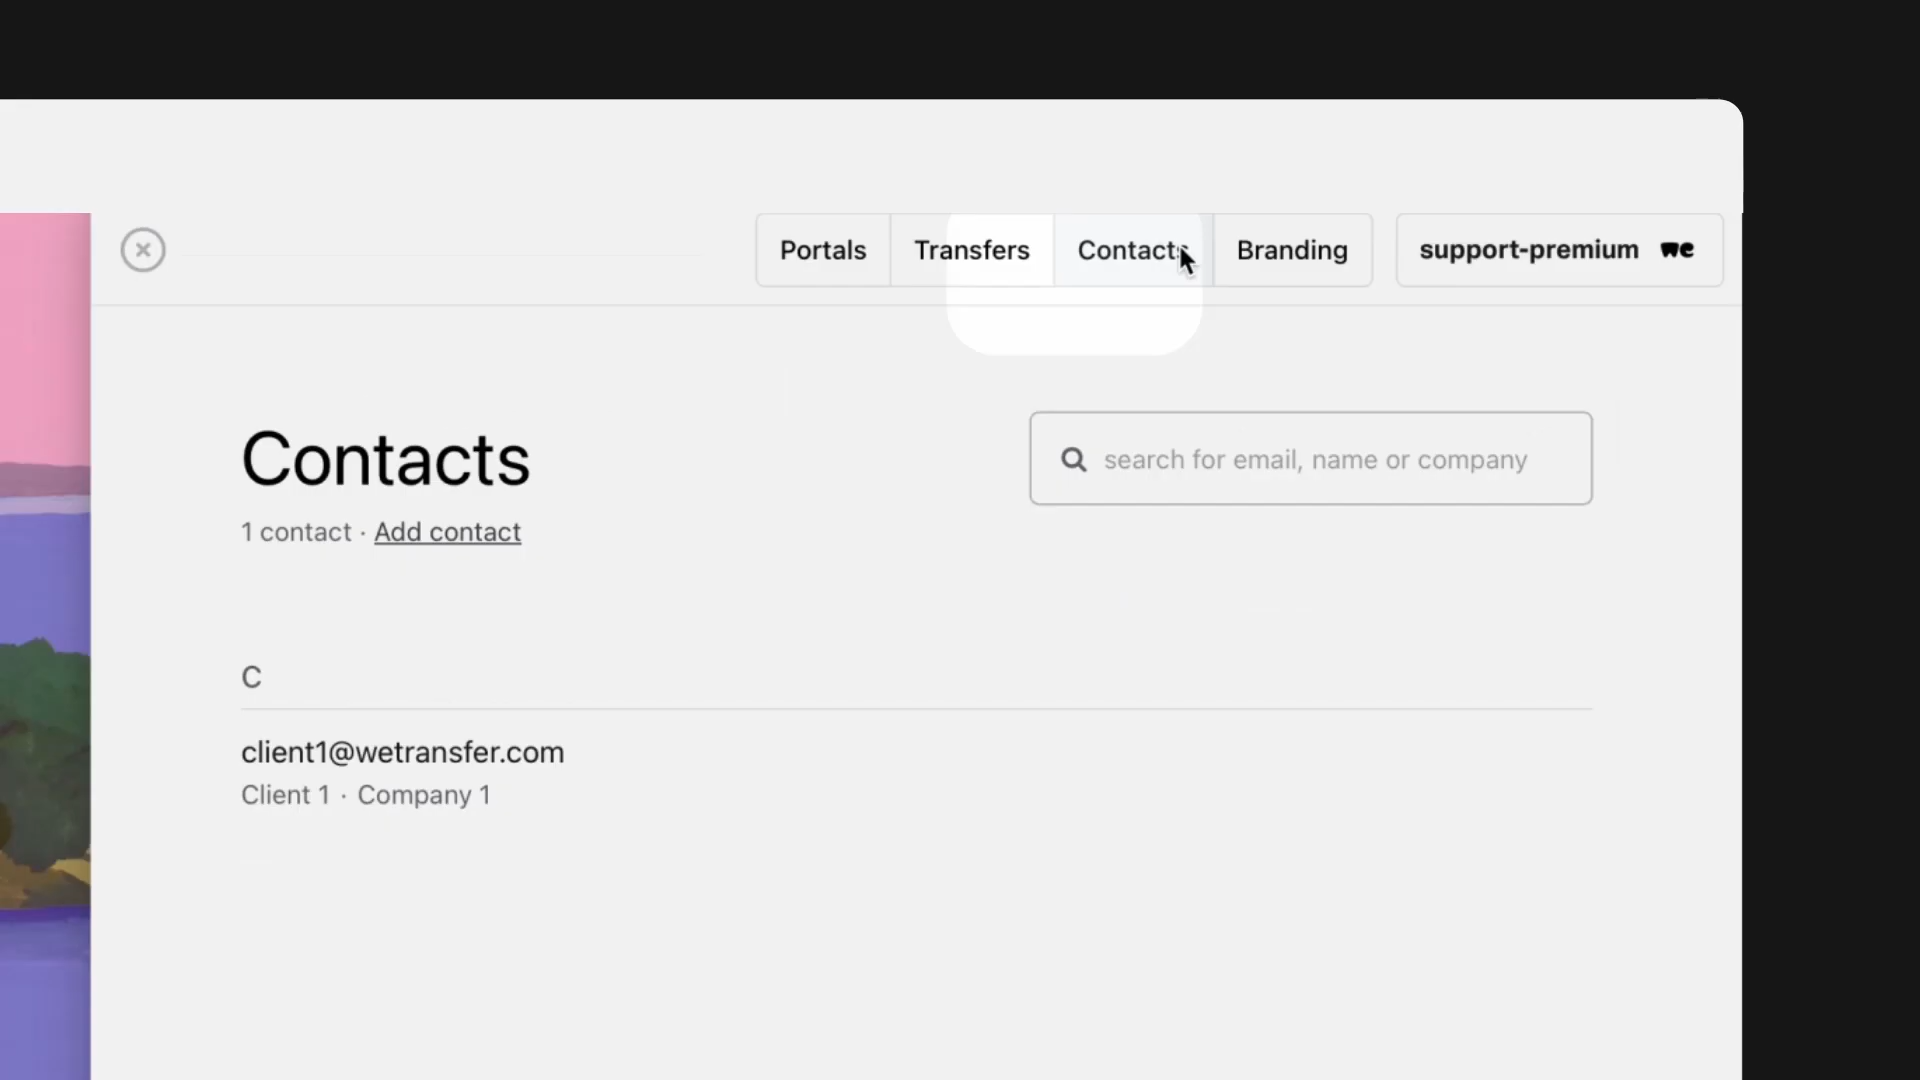 Portals Transfers Contacts Branding support-premium we
Contacts
search for email, name or company
1 contact · Add contact
C
client1@wetransfer.com
Client 1 · Company 1